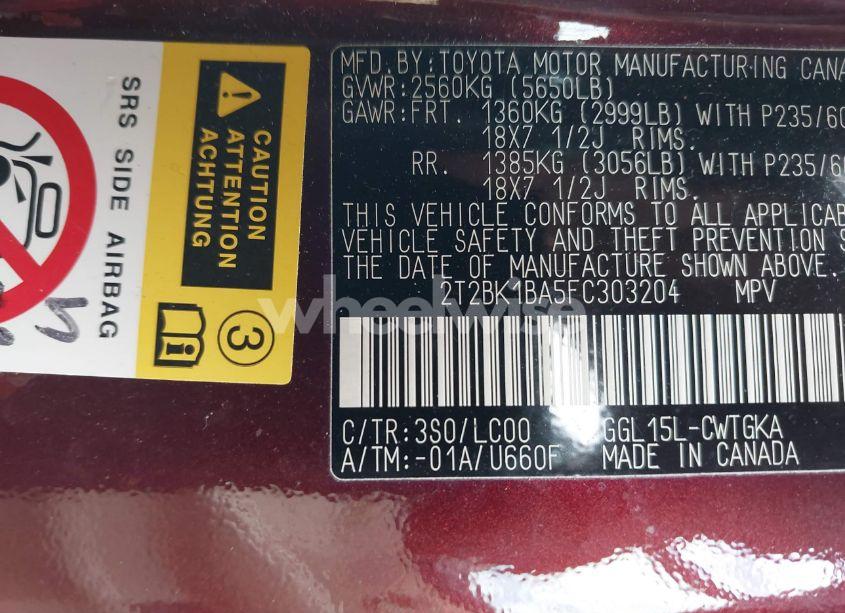 SRS SIDE AIRBAG
CAUTION
ATTENTION
ACHTUNG
3
MFD. BY: TOYOTA MOTOR MANUFACTURING CANA
GVWR: 2560KG (5650LB)
GAWR: FRT. 1360KG (2999LB) WITH P235/60
18X7 1/2J RIMS.
RR. 1385KG (3056LB) WITH P235/60
18X7 1/2J RIMS.
THIS VEHICLE CONFORMS TO ALL APPLICAB
VEHICLE SAFETY AND THEFT PREVENTION S
THE DATE OF MANUFACTURE SHOWN ABOVE.
2T2BK1BA5FC303204 MPV
wheelwise
C/TR: 3S0/LC00 GGL15L-CWTGKA
A/TM: -01A/U660F MADE IN CANADA